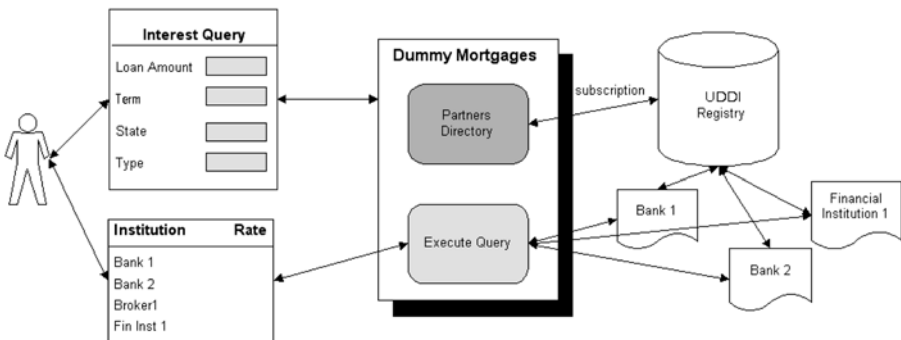 Interest Query
Loan Amount
Term
State
Type
Institution Rate
Bank 1
Bank 2
Broker1
Fin Inst 1
Dummy Mortgages
Partners
Directory
Execute Query
subscription
UDDI
Registry
Bank 1
Financial
Institution 1
Bank 2